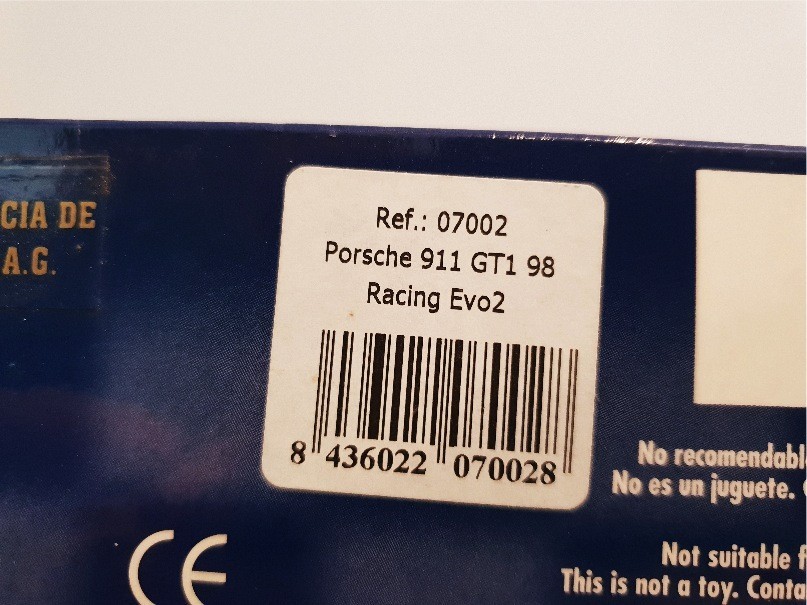 CIA DE
A.G.
Ref.: 07002
Porsche 911 GT1 98
Racing Evo2
8 436022 070028
No recomendabl
No es un juguete.
CE
Not suitable f
This is not a toy. Conta